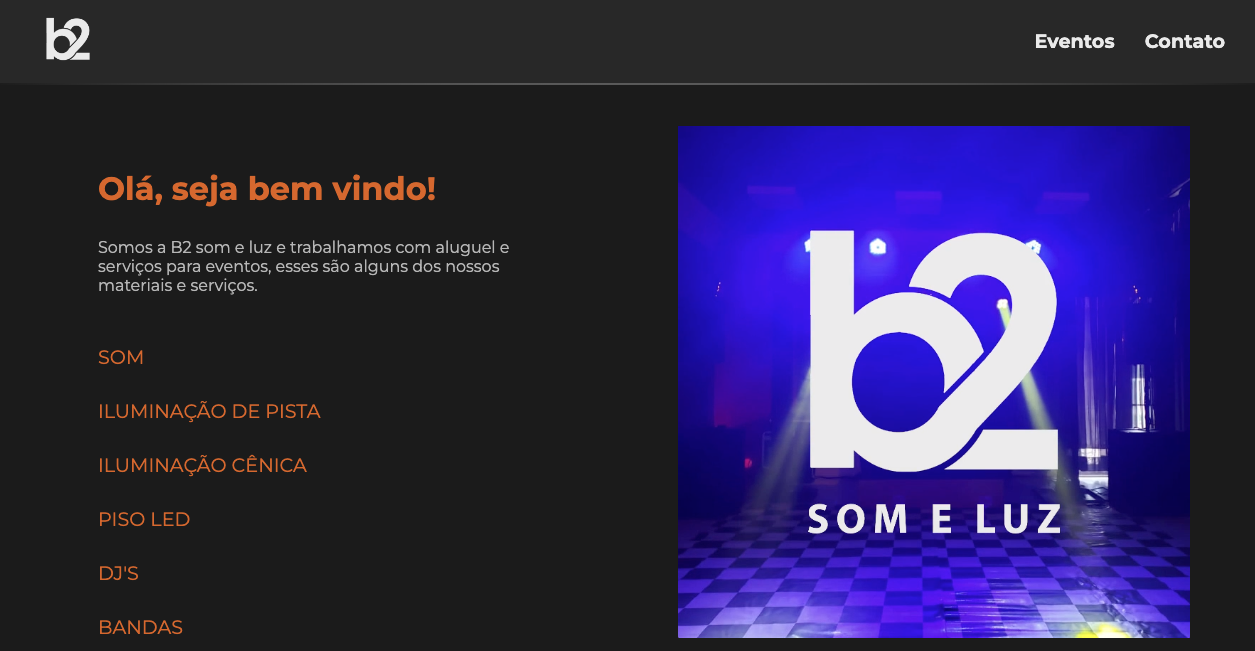 b2
Eventos
Contato
Olá, seja bem vindo!
Somos a B2 som e luz e trabalhamos com aluguel e
serviços para eventos, esses são alguns dos nossos
materiais e serviços.
SOM
ILUMINAÇÃO DE PISTA
ILUMINAÇÃO CÊNICA
PISO LED
DJ'S
BANDAS
b2
SOM E LUZ